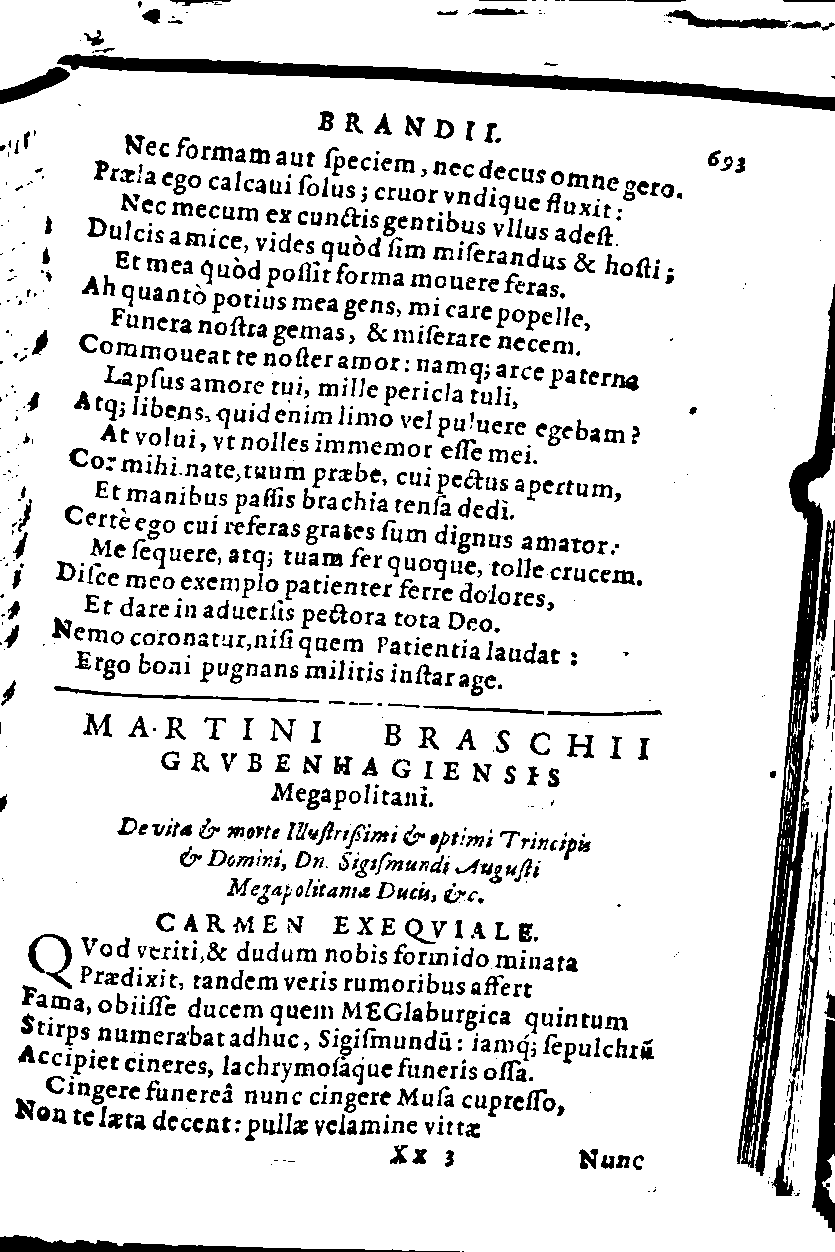 BRANDII.
693
Nec formam aut ſpeciem, nec decus omne gero.
Præla ego calcaui ſolus; cruor vndique fluxit:
Nec mecum ex cunctis gentibus vllus adeſt.
Dulcis amice, vides quòd ſim miſerandus & hoſti;
Et mea quòd poſſit forma mouere feras.
Ah quantò potius mea gens, mi care popelle,
Funera noſtra gemas, & miſerare necem.
Commoueat te noſter amor: namq; arce paterna
Lapſus amore tui, mille pericla tuli,
Atq; libens, quid enim limo vel puluere egebam?
At volui, vt nolles immemor eſſe mei.
Cor mihi nate, tuum præbe, cui pectus apertum,
Et manibus paſſis brachia tenſa dedi.
Certè ego cui referas grates ſum dignus amator:
Me ſequere, atq; tuam fer quoque, tolle crucem.
Diſce meo exemplo patienter ferre dolores,
Et dare in aduerſis pectora tota Deo.
Nemo coronatur, niſi quem Patientia laudat:
Ergo boni pugnans militis inſtar age.
MARTINI BRASCHII
GRVBENHAGIENSIS
Megapolitani.
De vita & morte Illuſtriſſimi & optimi Principis
& Domini, Dn. Sigiſmundi Auguſti
Megapolitaniæ Ducis, &c.
CARMEN EXEQVIALE.
QVod veriti, & dudum nobis formido minata
Prædixit, tandem veris rumoribus affert
Fama, obiiſſe ducem quem MEGlaburgica quintum
Stirps numerabat adhuc, Sigiſmundū: iamq́; ſepulchrū
Accipiet cineres, lachrymoſaque funeris oſſa.
Cingere funereâ nunc cingere Muſa cupreſſo,
Non te læta decent: pullæ velamine vittæ
Xx 3
Nunc